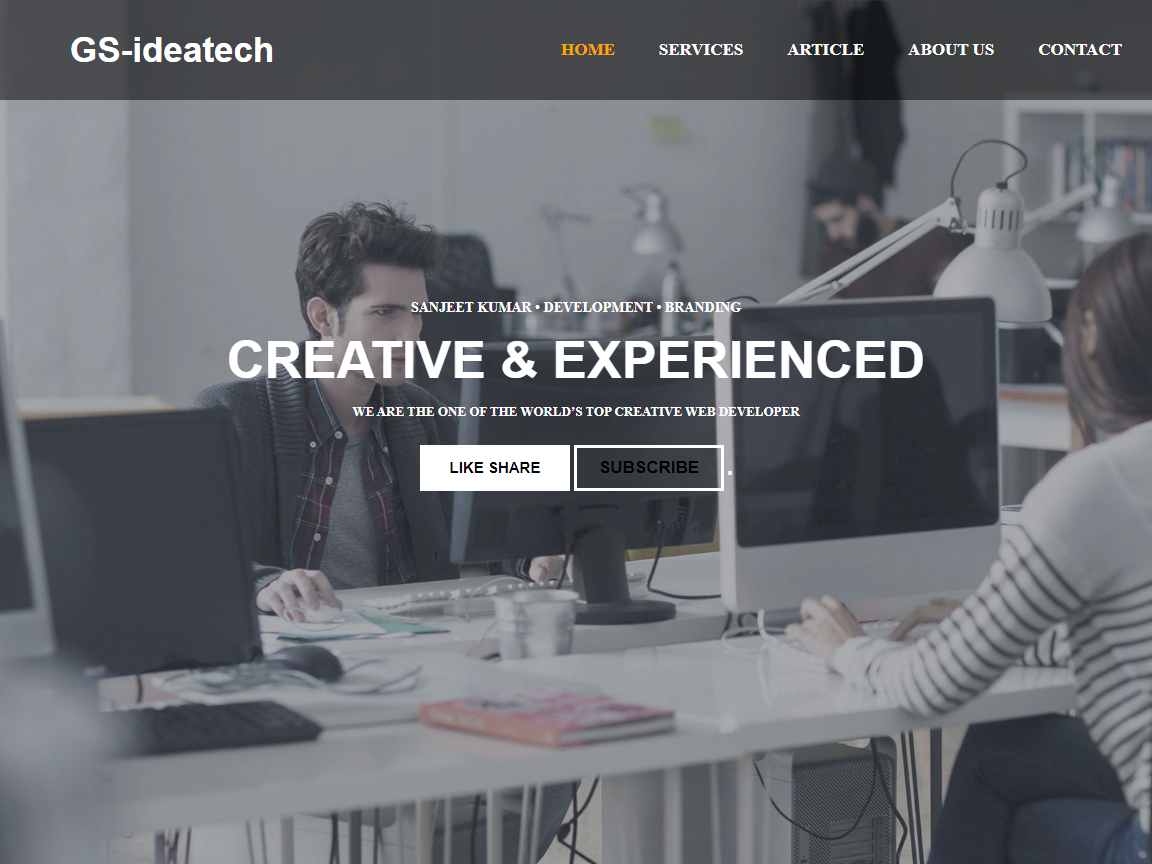 GS-ideatech
HOME SERVICES ARTICLE ABOUT US CONTACT
SANJEET KUMAR • DEVELOPMENT • BRANDING
CREATIVE & EXPERIENCED
WE ARE THE ONE OF THE WORLD’S TOP CREATIVE WEB DEVELOPER
LIKE SHARE SUBSCRIBE .